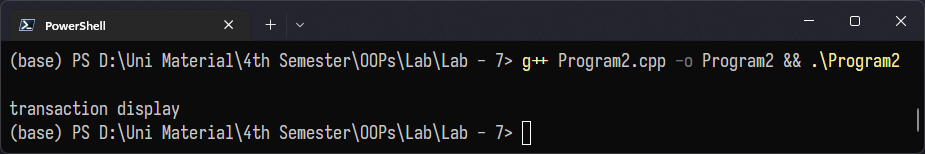 PowerShell
(base) PS D:\Uni Material\4th Semester\OOPs\Lab\Lab - 7> g++ Program2.cpp -o Program2 && .\Program2
transaction display
(base) PS D:\Uni Material\4th Semester\OOPs\Lab\Lab - 7>